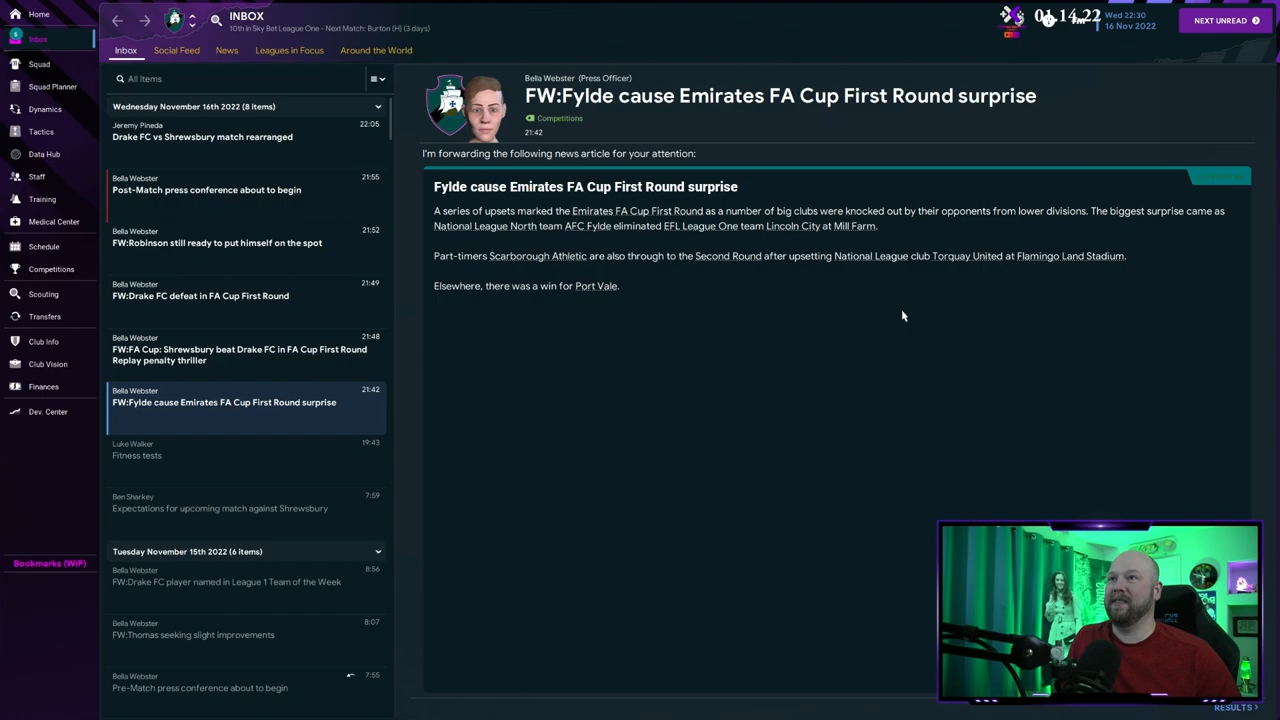 Home
INBOX
10th in Sky Bet League One - Next Match: Burton (H) (3 days)
01.14.22
Wed 22:30
16 Nov 2022
NEXT UNREAD
5
Inbox
Inbox
Social Feed
News
Leagues in Focus
Around the World
Squad
Squad Planner
Dynamics
Tactics
Data Hub
Staff
Training
Medical Center
Schedule
Competitions
Scouting
Transfers
Club Info
Club Vision
Finances
Dev. Center
Bookmarks (WiP)
All Items
Wednesday November 16th 2022 (8 items)
Jeremy Pineda
22:05
Drake FC vs Shrewsbury match rearranged
Bella Webster
21:55
Post-Match press conference about to begin
Bella Webster
21:52
FW:Robinson still ready to put himself on the spot
Bella Webster
21:49
FW:Drake FC defeat in FA Cup First Round
Bella Webster
21:48
FW:FA Cup: Shrewsbury beat Drake FC in FA Cup First Round
Replay penalty thriller
Bella Webster
21:42
FW:Fylde cause Emirates FA Cup First Round surprise
Luke Walker
19:43
Fitness tests
Ben Sharkey
7:59
Expectations for upcoming match against Shrewsbury
Tuesday November 15th 2022 (6 items)
Bella Webster
8:56
FW:Drake FC player named in League 1 Team of the Week
Bella Webster
8:07
FW:Thomas seeking slight improvements
Bella Webster
7:55
Pre-Match press conference about to begin
Bella Webster (Press Officer)
FW:Fylde cause Emirates FA Cup First Round surprise
Competitions
21:42
I'm forwarding the following news article for your attention:
Fylde cause Emirates FA Cup First Round surprise
A series of upsets marked the Emirates FA Cup First Round as a number of big clubs were knocked out by their opponents from lower divisions. The biggest surprise came as
National League North team AFC Fylde eliminated EFL League One team Lincoln City at Mill Farm.
Part-timers Scarborough Athletic are also through to the Second Round after upsetting National League club Torquay United at Flamingo Land Stadium.
Elsewhere, there was a win for Port Vale.
RESULTS